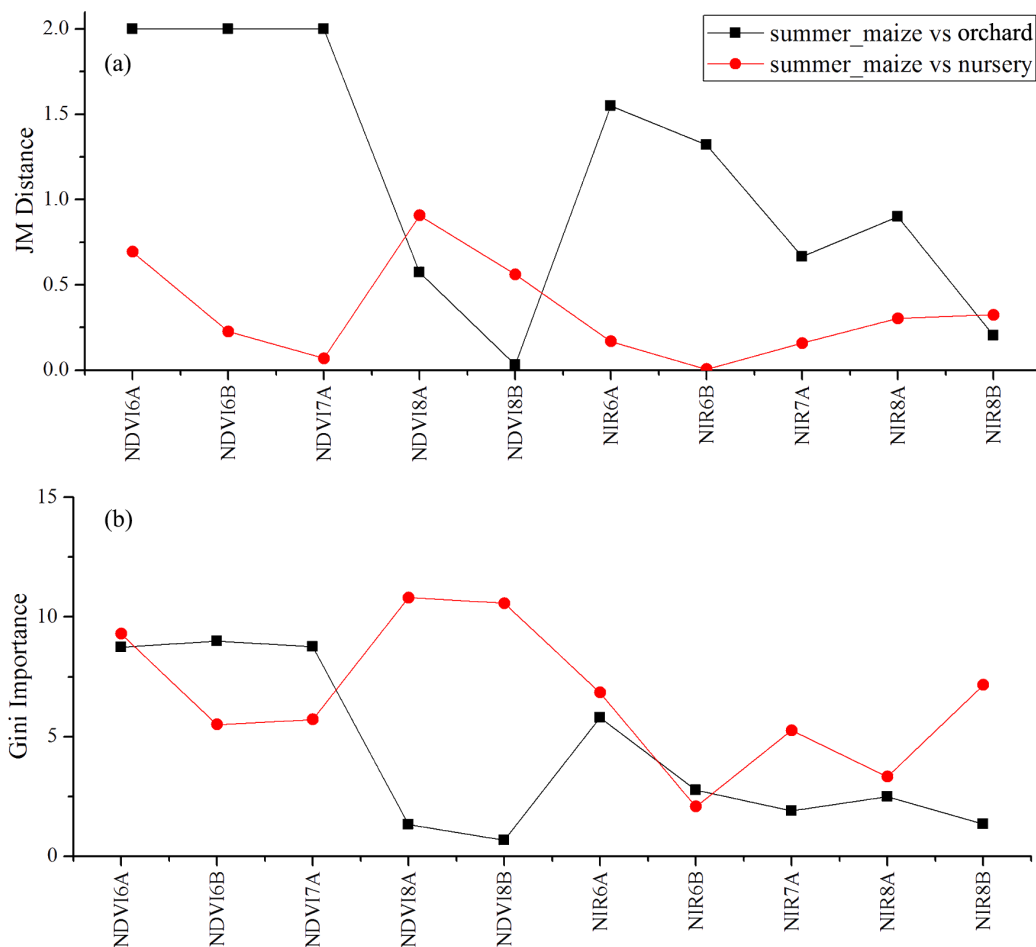 2.0
(a)
summer_maize vs orchard
summer_maize vs nursery
1.5
1.0
0.5
0.0
JM Distance
NDVI6A
NDVI6B
NDVI7A
NDVI8A
NDVI8B
NIR6A
NIR6B
NIR7A
NIR8A
NIR8B
15
(b)
10
5
0
Gini Importance
NDVI6A
NDVI6B
NDVI7A
NDVI8A
NDVI8B
NIR6A
NIR6B
NIR7A
NIR8A
NIR8B